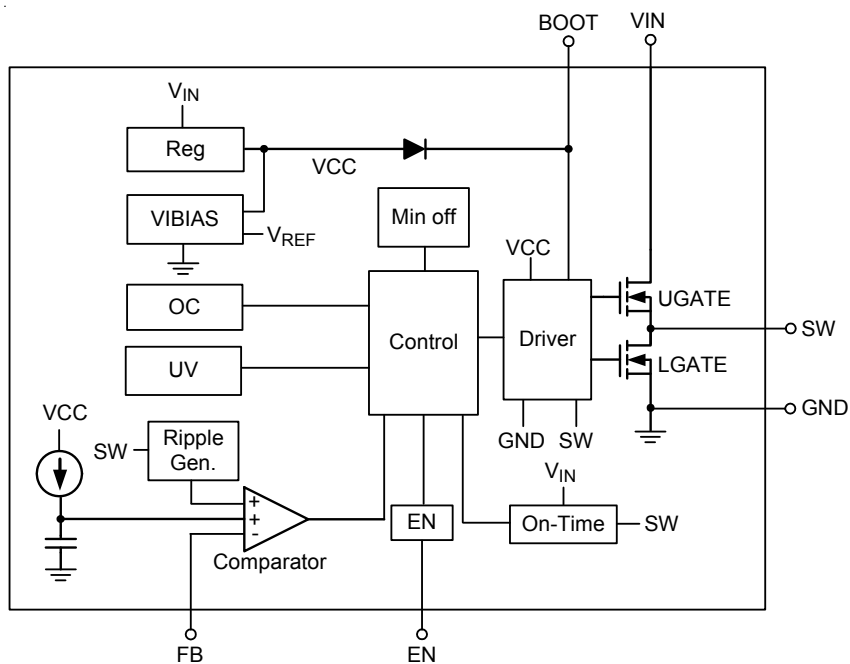 BOOT VIN
VIN
Reg
VCC
VIBIAS
VREF
Min off
VCC
OC
UGATE
Control
Driver
SW
UV
LGATE
VCC
GND
SW
Ripple
Gen.
GND SW
VIN
+
+
-
EN
On-Time
SW
Comparator
FB
EN